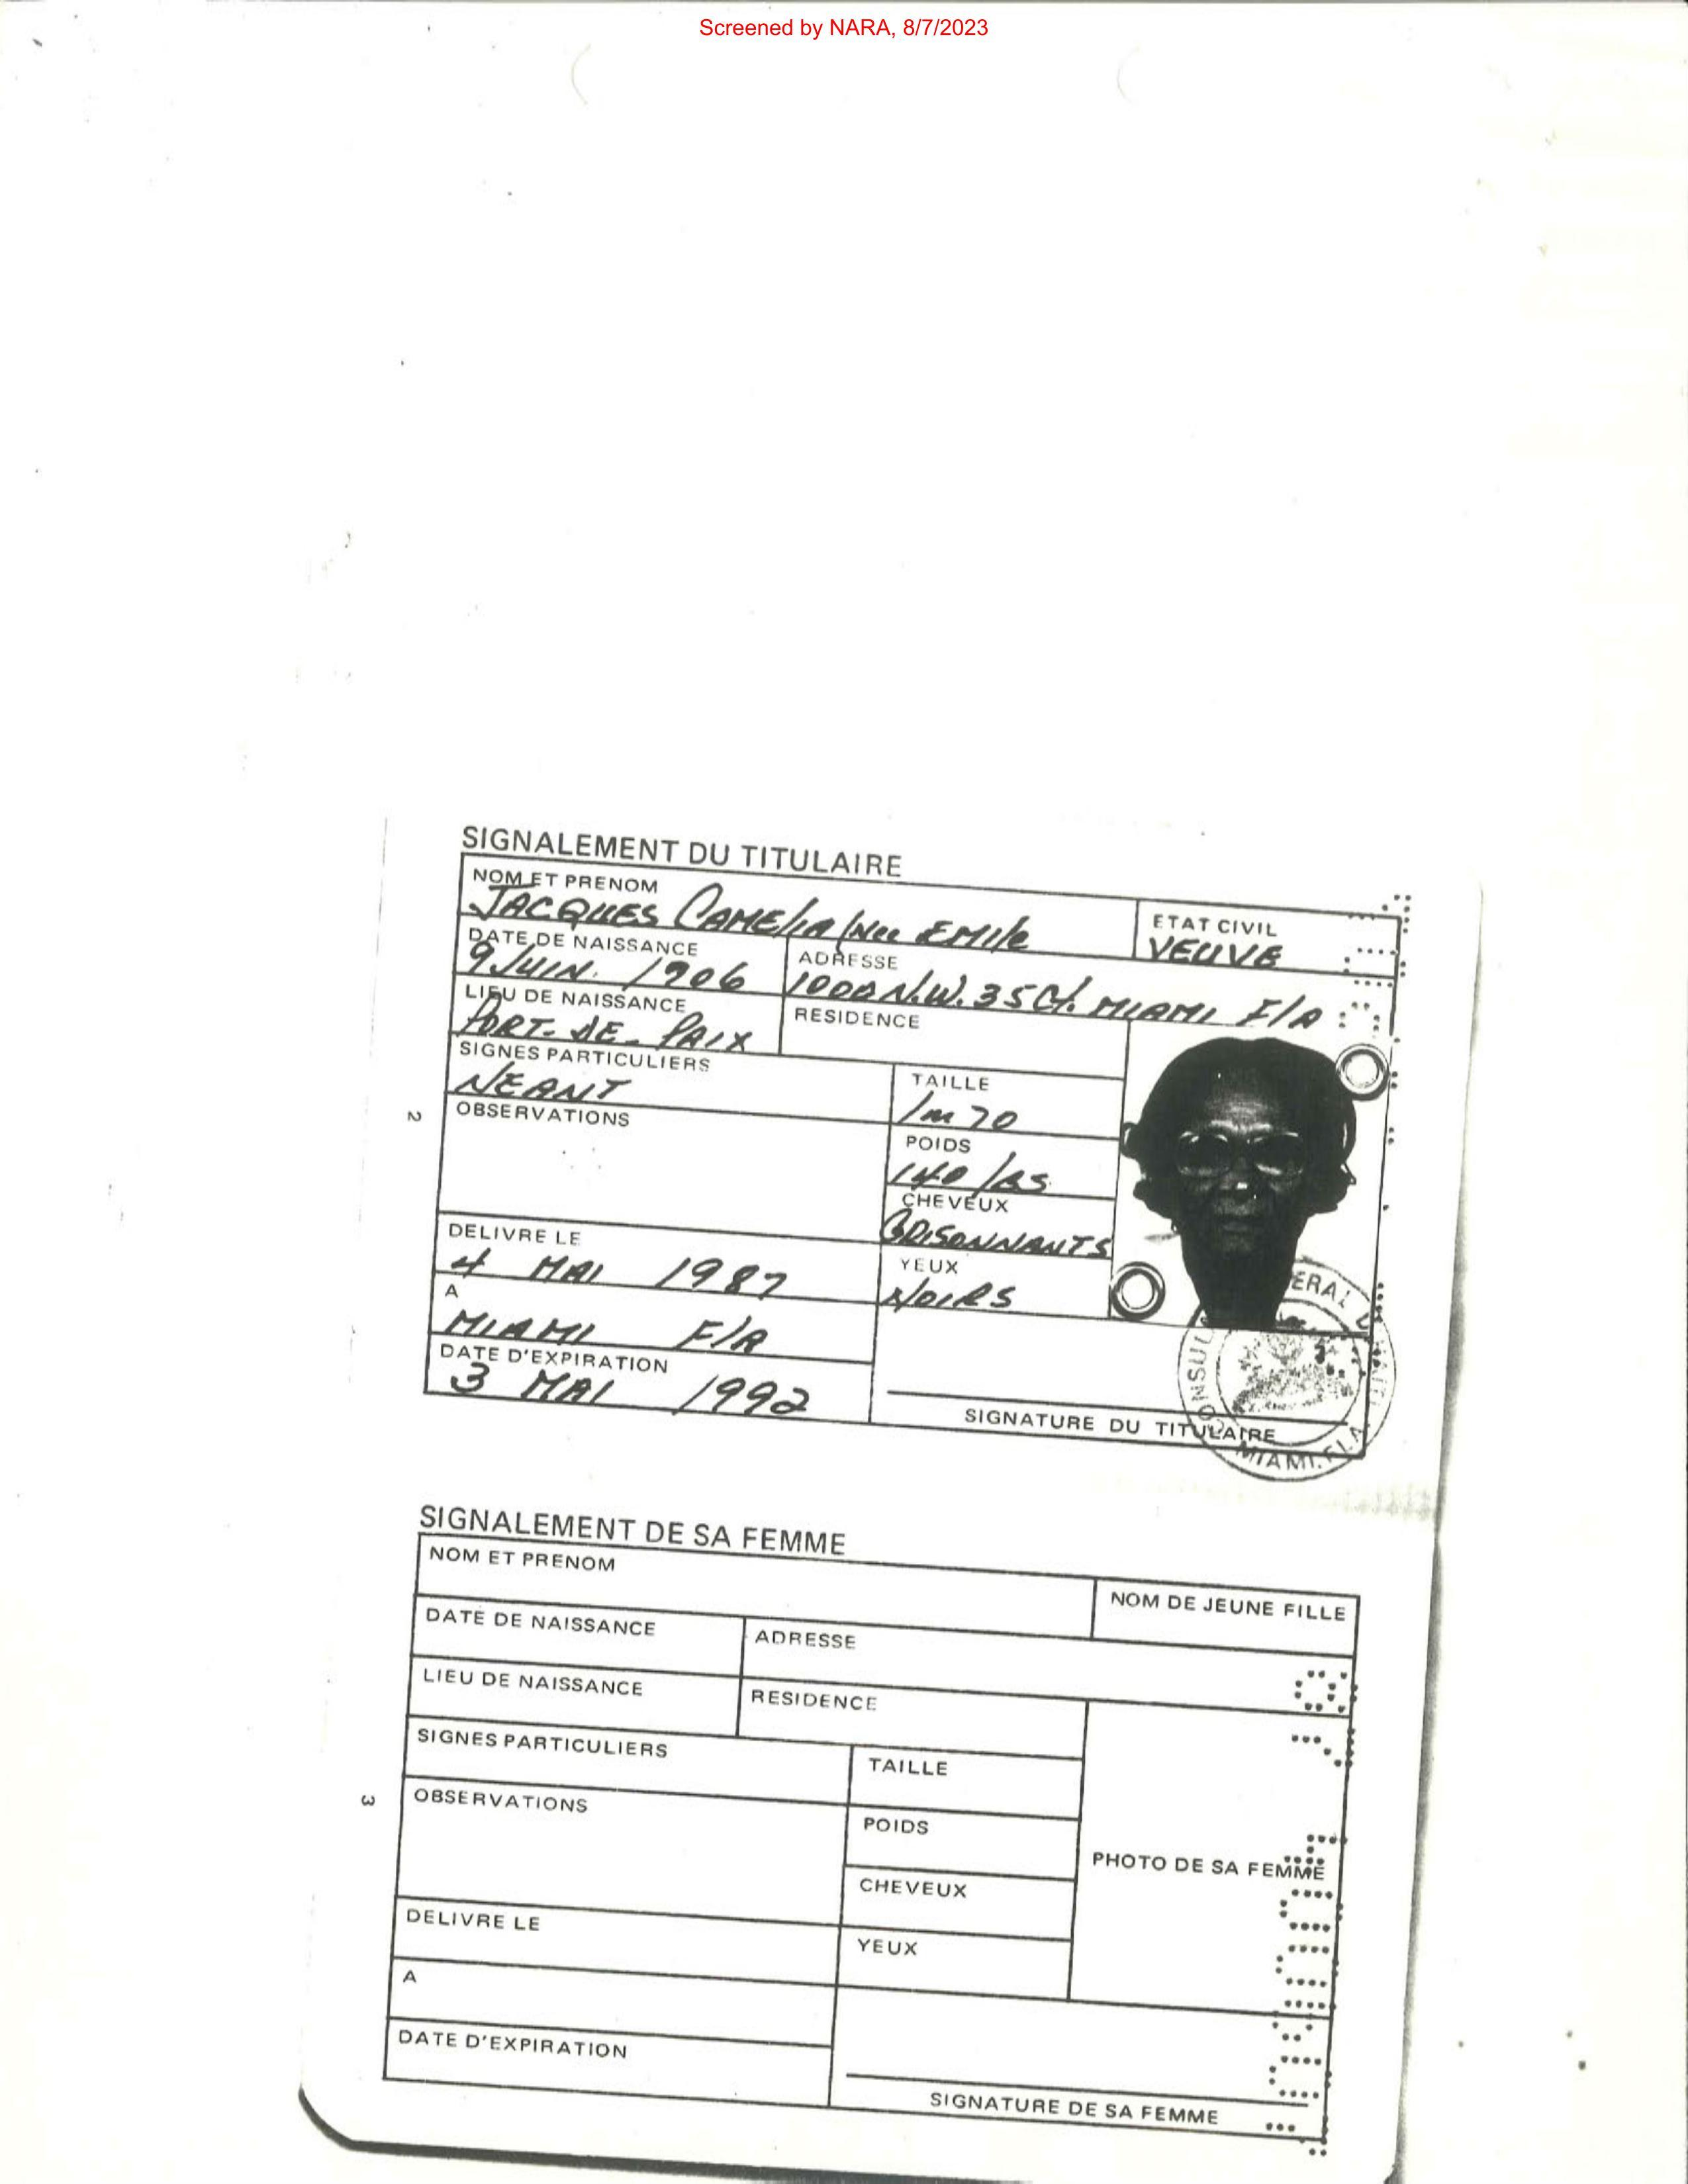 Screened by NARA, 8/7/2023
SIGNALEMENT DU TITULAIRE
NOM ET PRENOM
JACQUES CAMElIA (Nee EMIle
ETAT CIVIL
VEUVE
DATE DE NAISSANCE
9 JUIN. 1906
ADRESSE
1000 N.W. 35 Ct. MIAMI FlA
LIEU DE NAISSANCE
PORT-DE-PAIX
RESIDENCE
SIGNES PARTICULIERS
NEANT
TAILLE
1m 70
OBSERVATIONS
POIDS
140 lbs
CHEVEUX
GRISONNANTS
YEUX
NOIRS
DELIVRE LE
4 MAI 1987
A
MIAMI FlA
DATE D'EXPIRATION
3 MAI 1992
SIGNATURE DU TITULAIRE
MIAMI. FLA
2
SIGNALEMENT DE SA FEMME
NOM ET PRENOM
NOM DE JEUNE FILLE
DATE DE NAISSANCE
ADRESSE
LIEU DE NAISSANCE
RESIDENCE
SIGNES PARTICULIERS
TAILLE
OBSERVATIONS
POIDS
PHOTO DE SA FEMME
CHEVEUX
DELIVRE LE
YEUX
A
DATE D'EXPIRATION
SIGNATURE DE SA FEMME
3